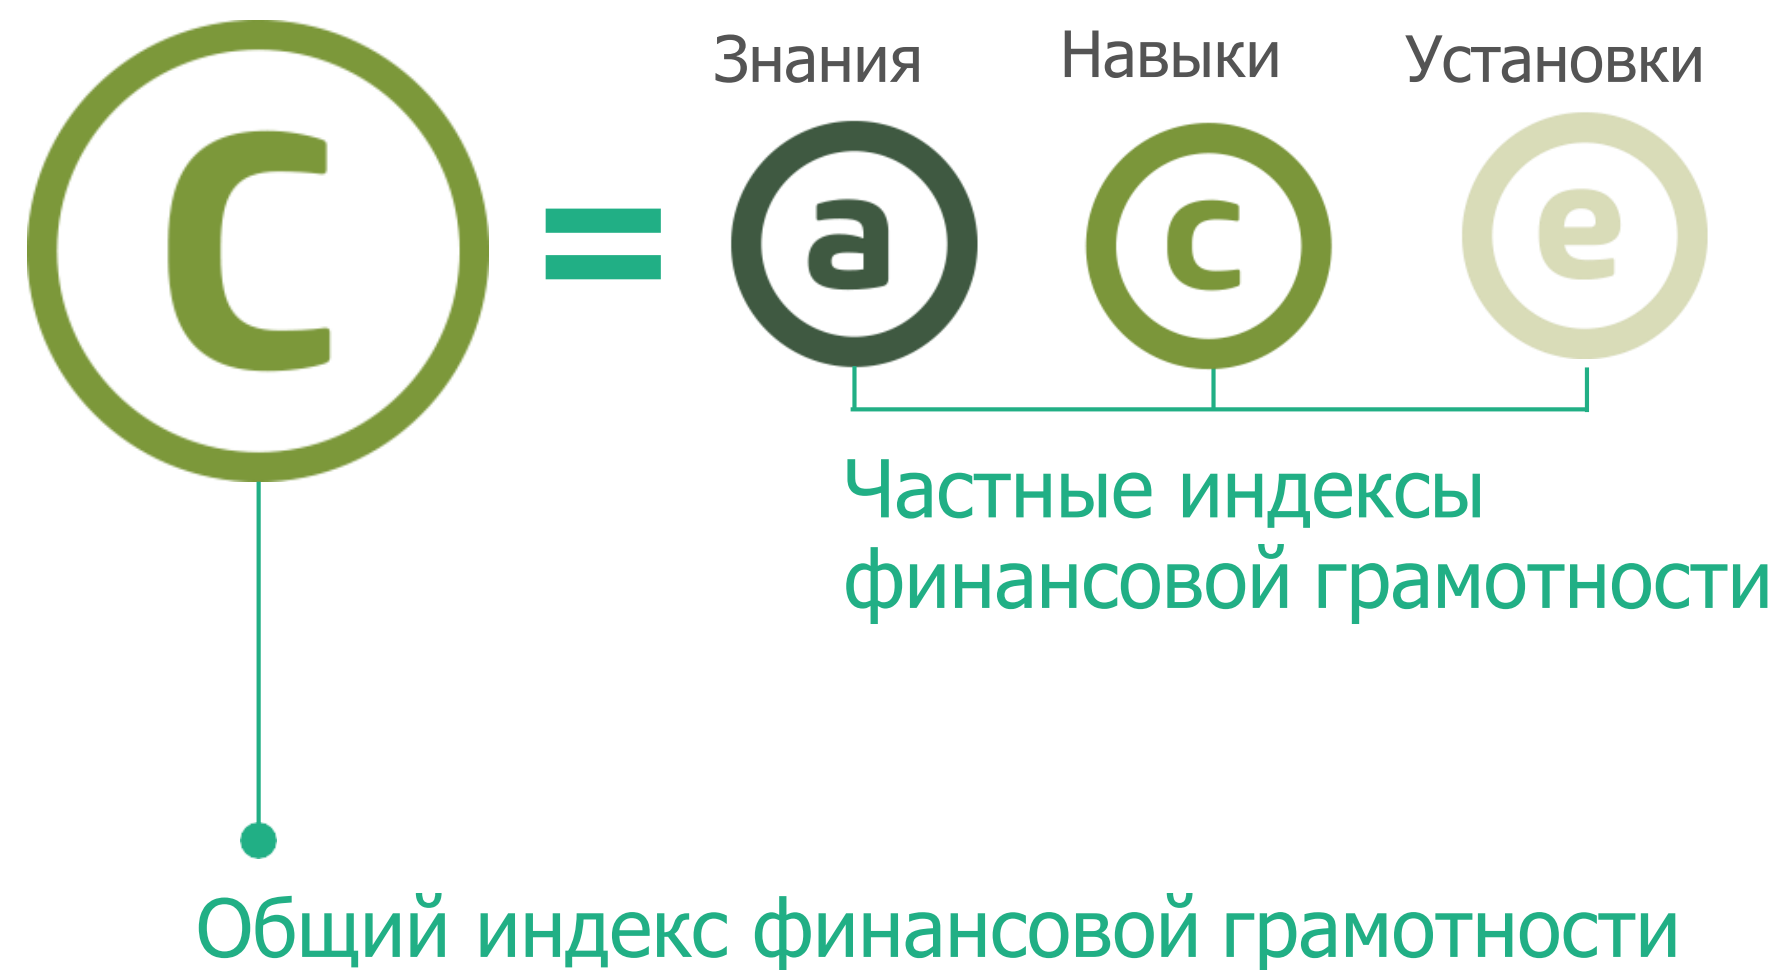 Знания Навыки Установки
C = a c e
Частные индексы
финансовой грамотности
Общий индекс финансовой грамотности